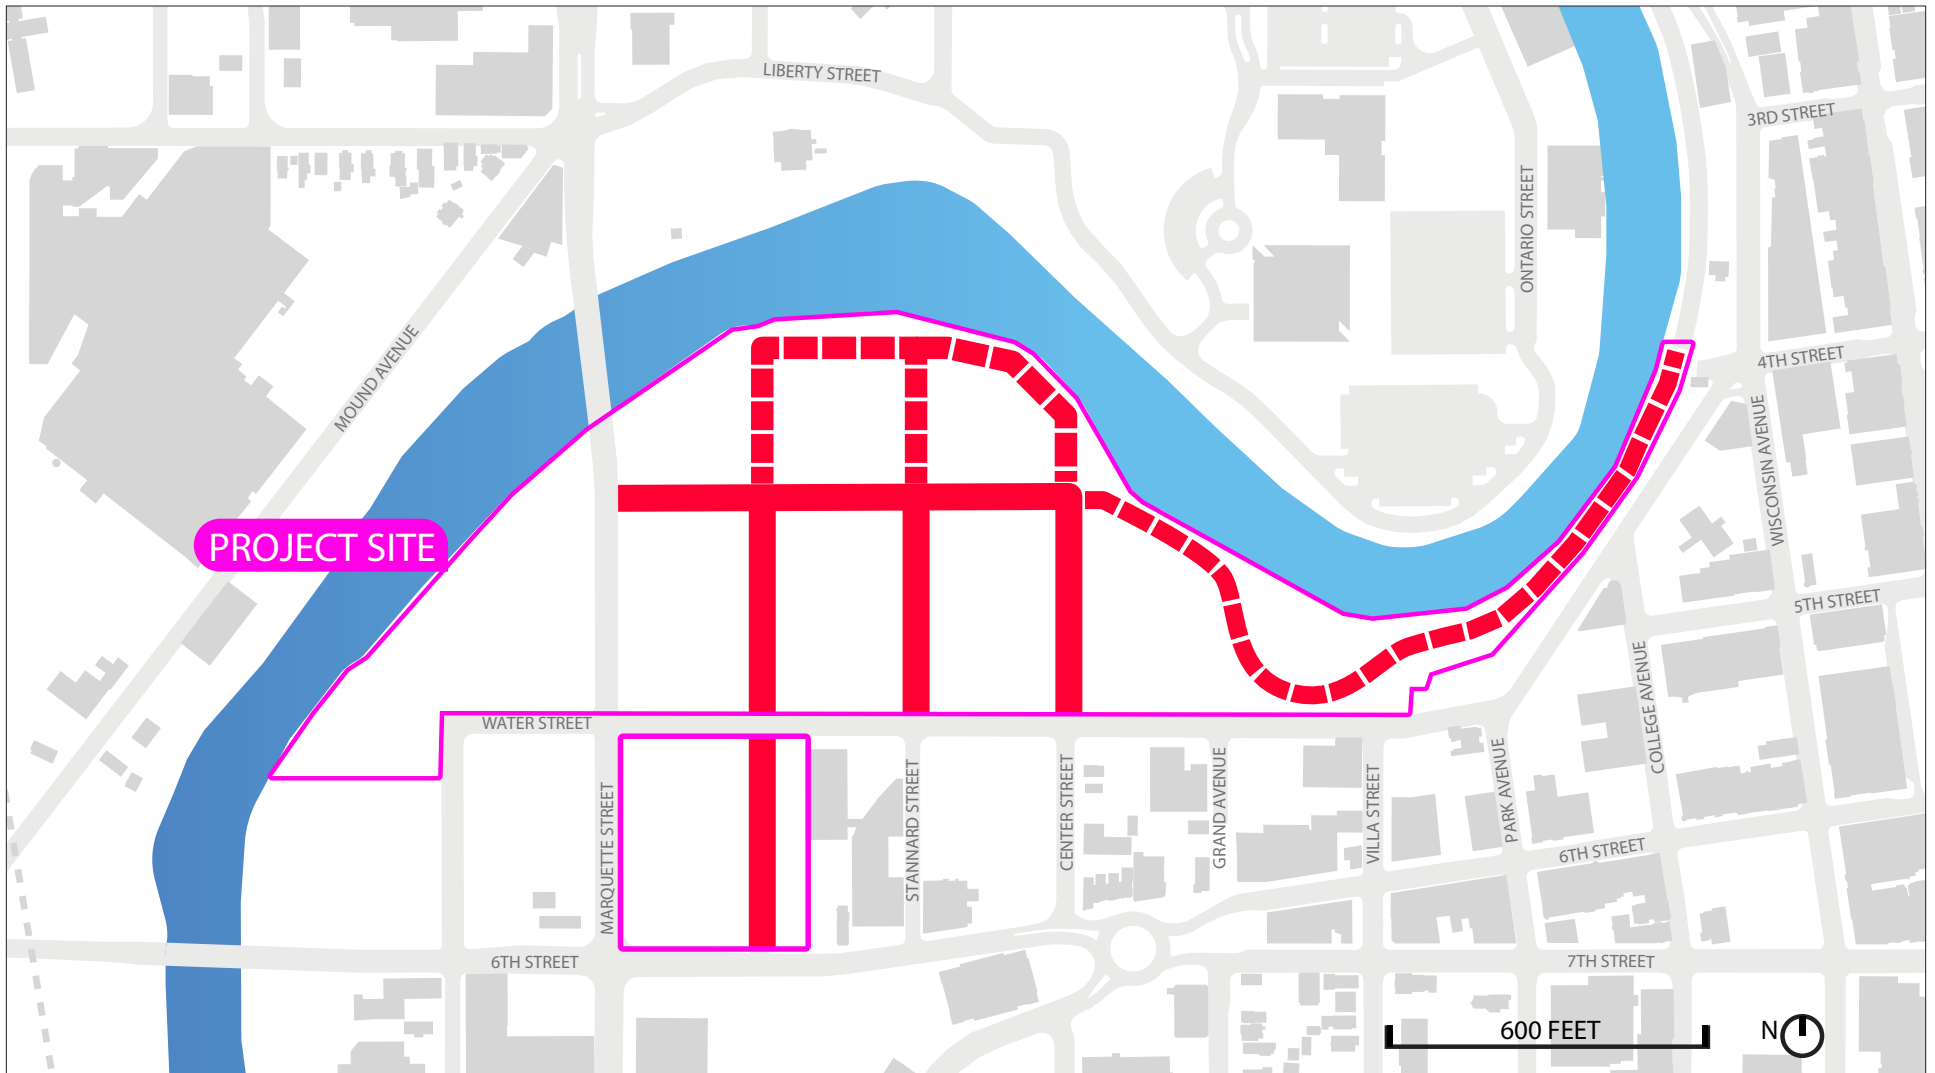 LIBERTY STREET
3RD STREET
ONTARIO STREET
MOUND AVENUE
4TH STREET
WISCONSIN AVENUE
PROJECT SITE
5TH STREET
COLLEGE AVENUE
WATER STREET
MARQUETTE STREET
STANNARD STREET
CENTER STREET
GRAND AVENUE
VILLA STREET
PARK AVENUE
6TH STREET
6TH STREET
7TH STREET
600 FEET
N